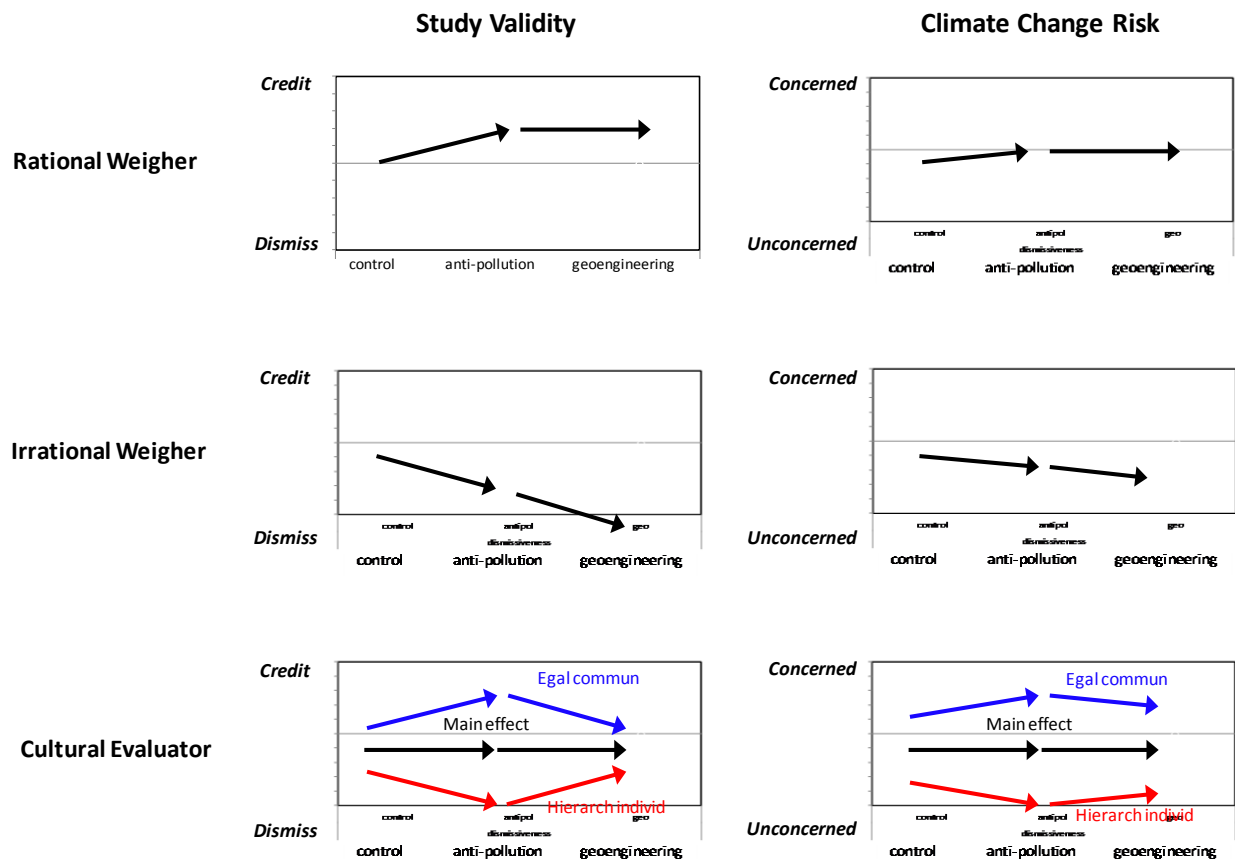 Study Validity
Climate Change Risk
Rational Weigher
Credit
Dismiss
control anti-pollution geoengineering
Concerned
Unconcerned
control antipol geo
dismissiveness
control anti-pollution geoengineering
Irrational Weigher
Credit
Dismiss
control antipol geo
dismissiveness
control anti-pollution geoengineering
Concerned
Unconcerned
control antipol geo
dismissiveness
control anti-pollution geoengineering
Cultural Evaluator
Credit
Egal commun
Main effect
Hierarch individ
Dismiss
control antipol geo
dismissiveness
control anti-pollution geoengineering
Concerned
Egal commun
Main effect
Hierarch individ
Unconcerned
control antipol geo
dismissiveness
control anti-pollution geoengineering